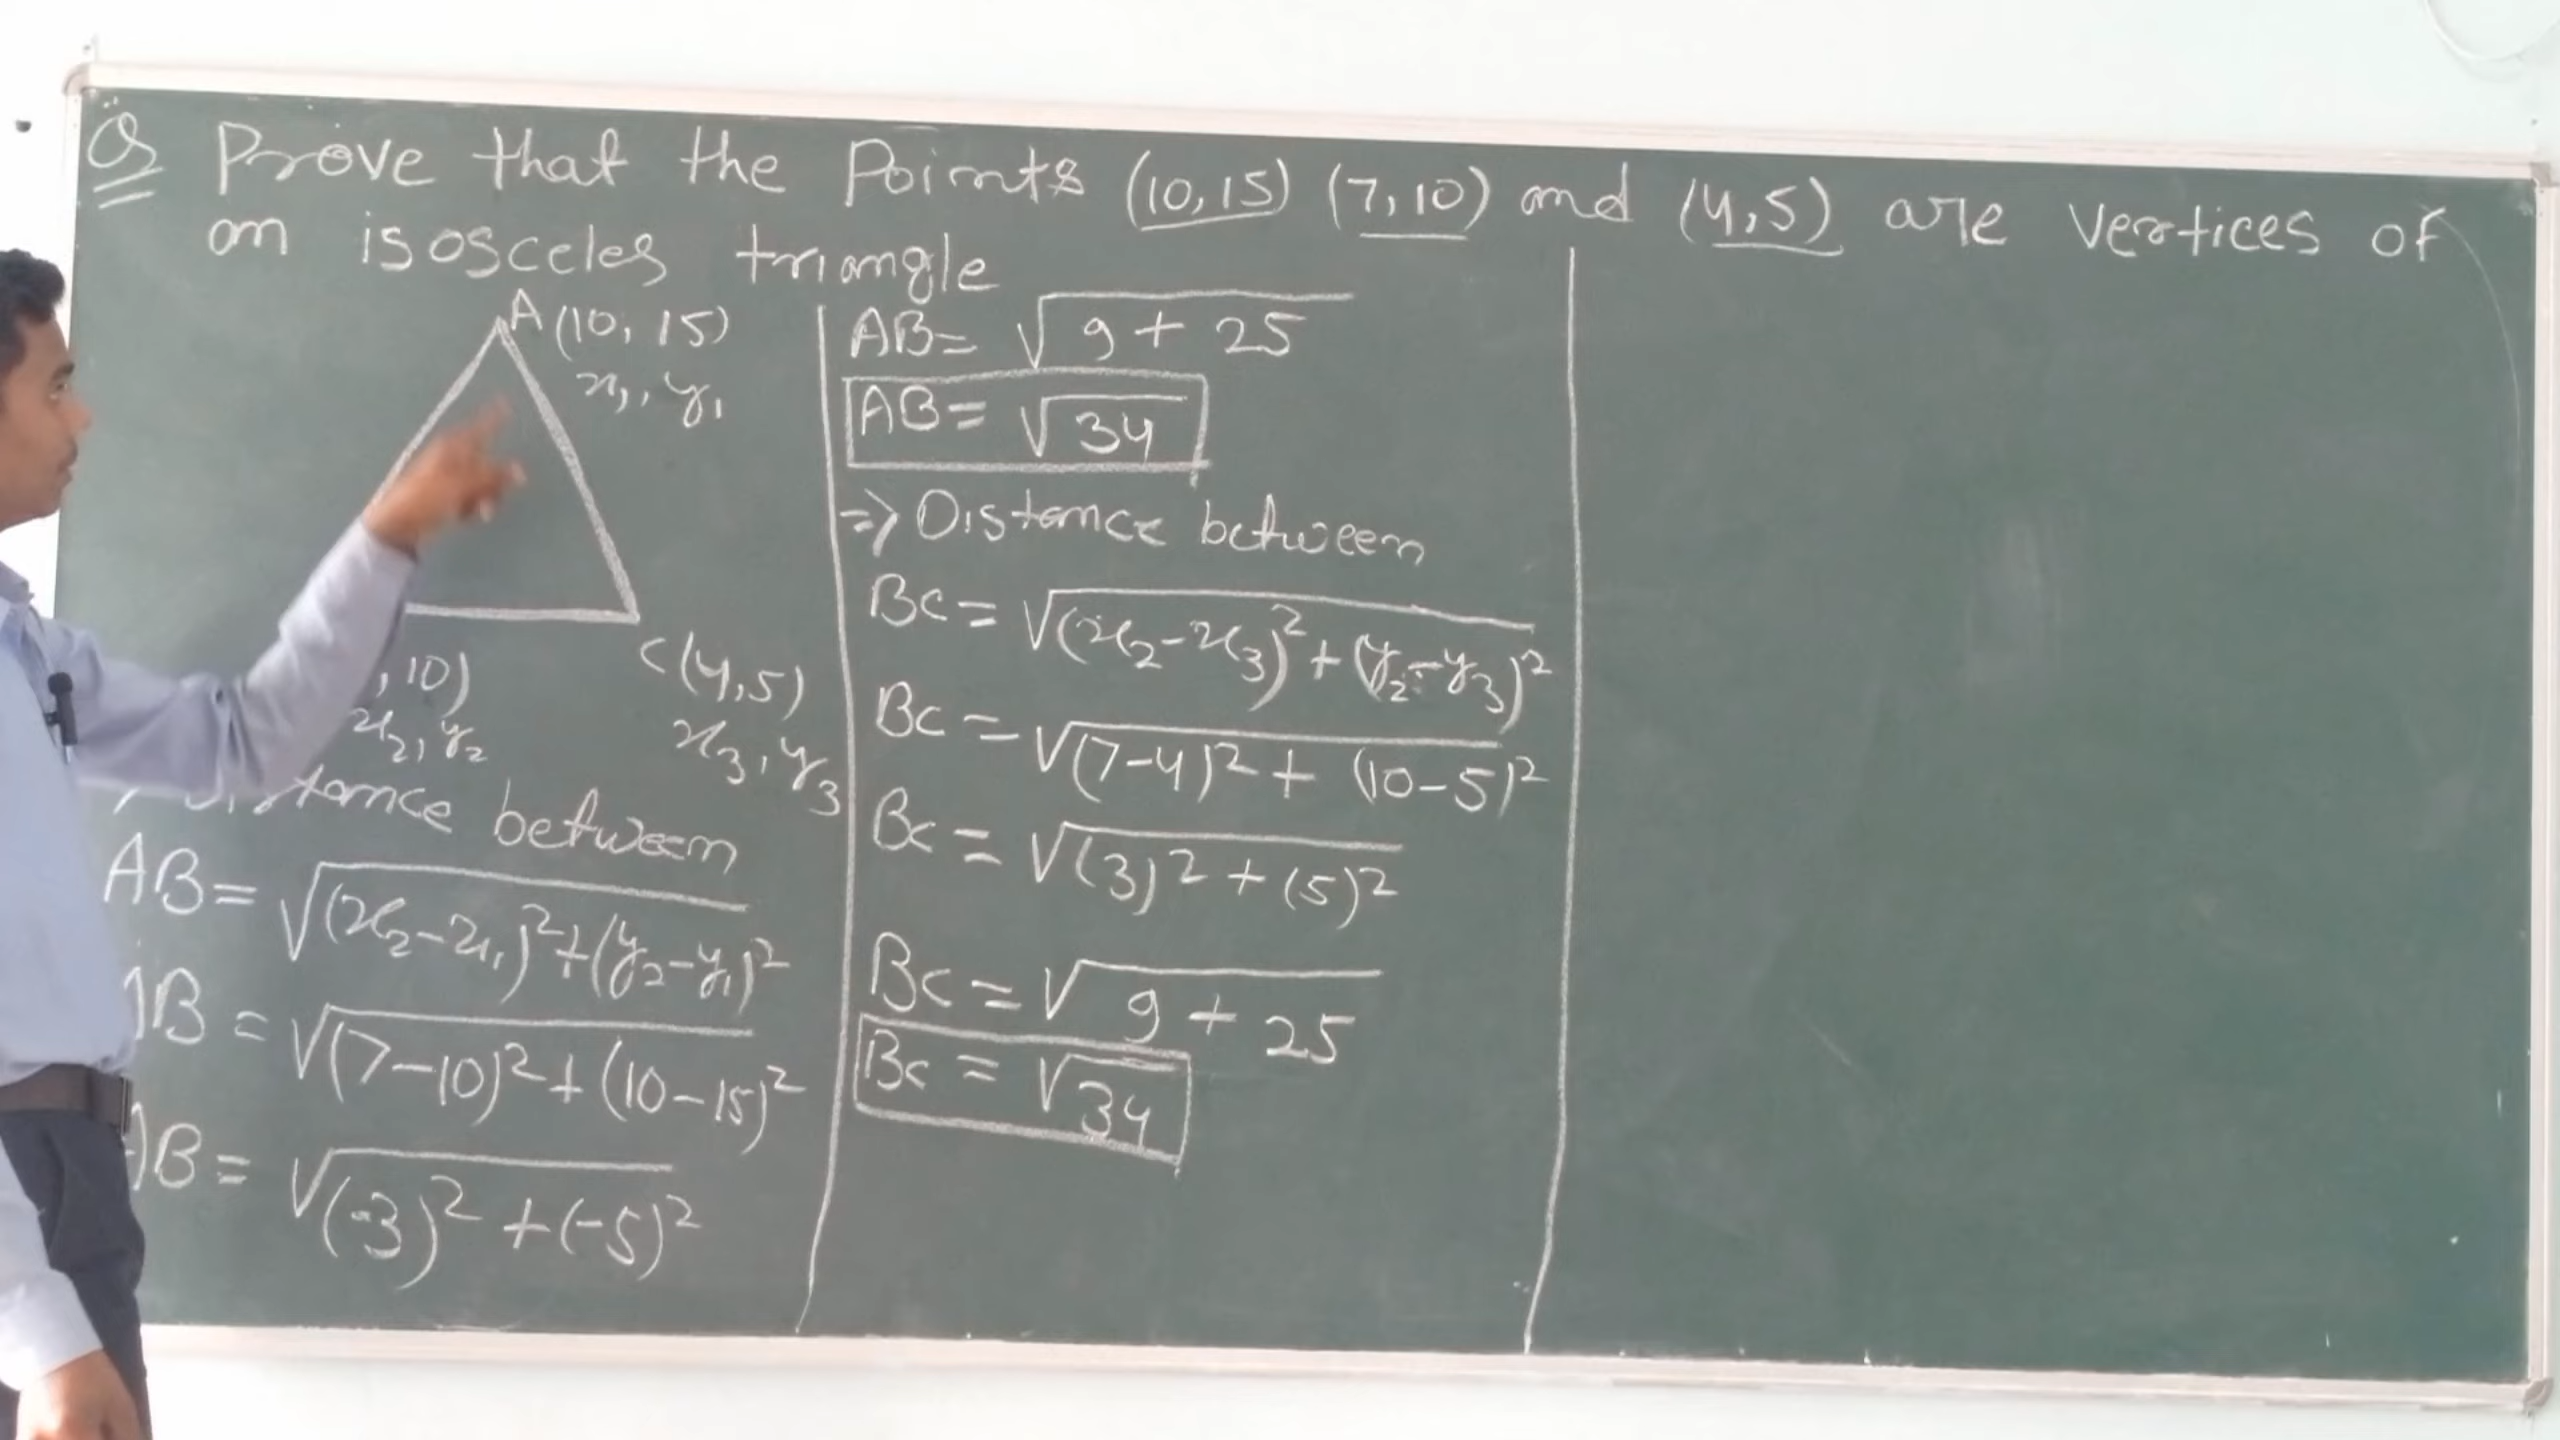 Q Prove that the Points (10,15) (7,10) and (4,5) are vertices of
an isosceles triangle
A (10, 15)
x₁, y₁
, 10)
x₂, y₂
C (4,5)
x₃, y₃
Distance between
AB = √(x₂-x₁)²+(y₂-y₁)²
AB = √(7-10)²+(10-15)²
AB = √(-3)²+(-5)²
AB = √9+25
AB = √34
⇒ Distance between
BC = √(x₂-x₃)²+(y₂-y₃)²
BC = √(7-4)²+(10-5)²
BC = √(3)²+(5)²
BC = √9+25
BC = √34